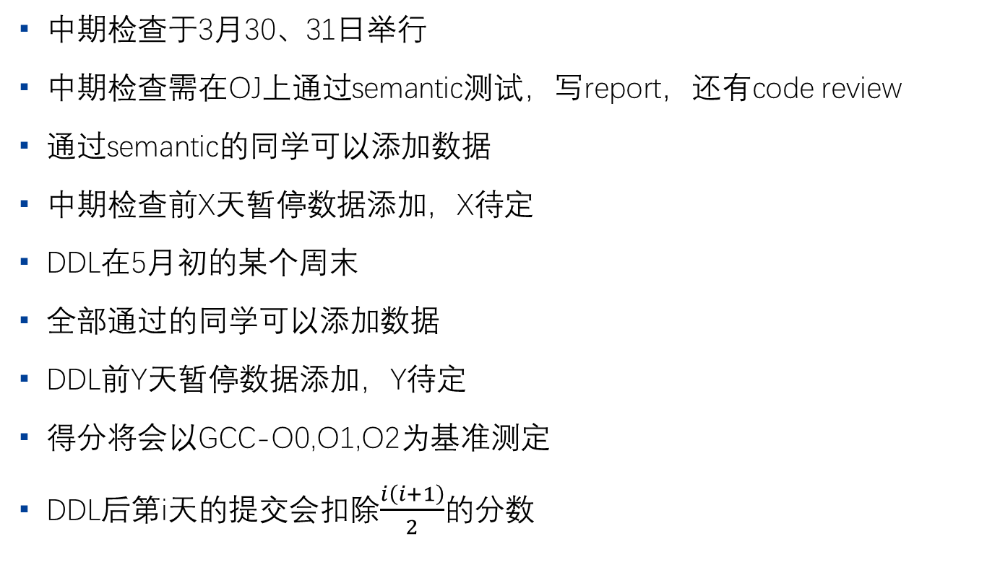 ▪ 中期检查于3月30、31日举行
▪ 中期检查需在OJ上通过semantic测试，写report，还有code review
▪ 通过semantic的同学可以添加数据
▪ 中期检查前X天暂停数据添加，X待定
▪ DDL在5月初的某个周末
▪ 全部通过的同学可以添加数据
▪ DDL前Y天暂停数据添加，Y待定
▪ 得分将会以GCC-O0,O1,O2为基准测定
▪ DDL后第i天的提交会扣除\frac{i(i+1)}{2}的分数